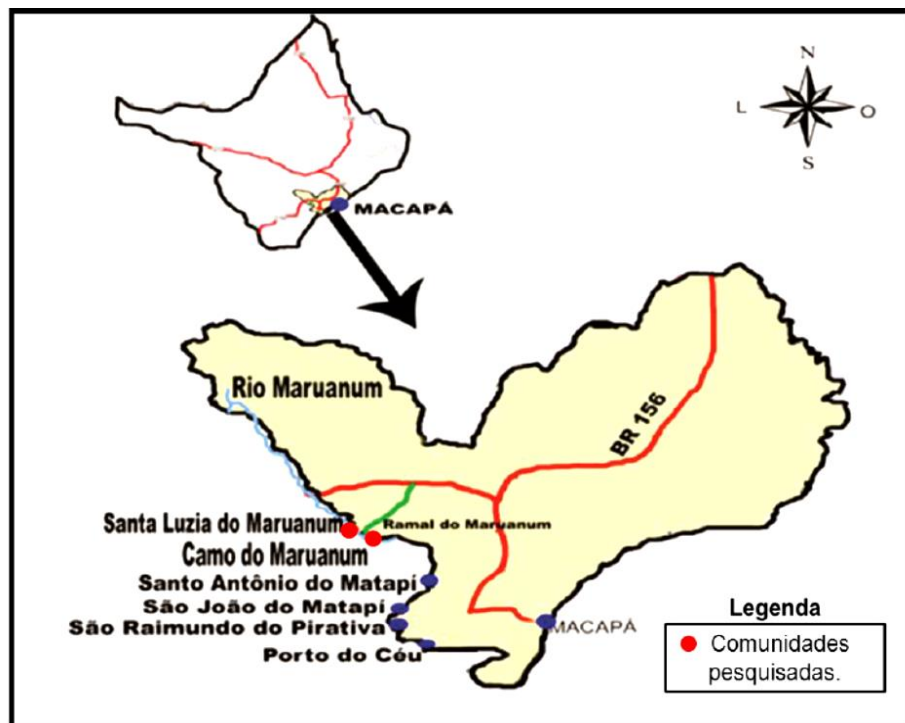 N
L
O
S
MACAPÁ
Rio Maruanum
BR 156
Santa Luzia do Maruanum
Ramal do Maruanum
Camo do Maruanum
Santo Antônio do Matapí
São João do Matapí
São Raimundo do Pirativa
Porto do Céu
MACAPÁ
Legenda
Comunidades
pesquisadas.